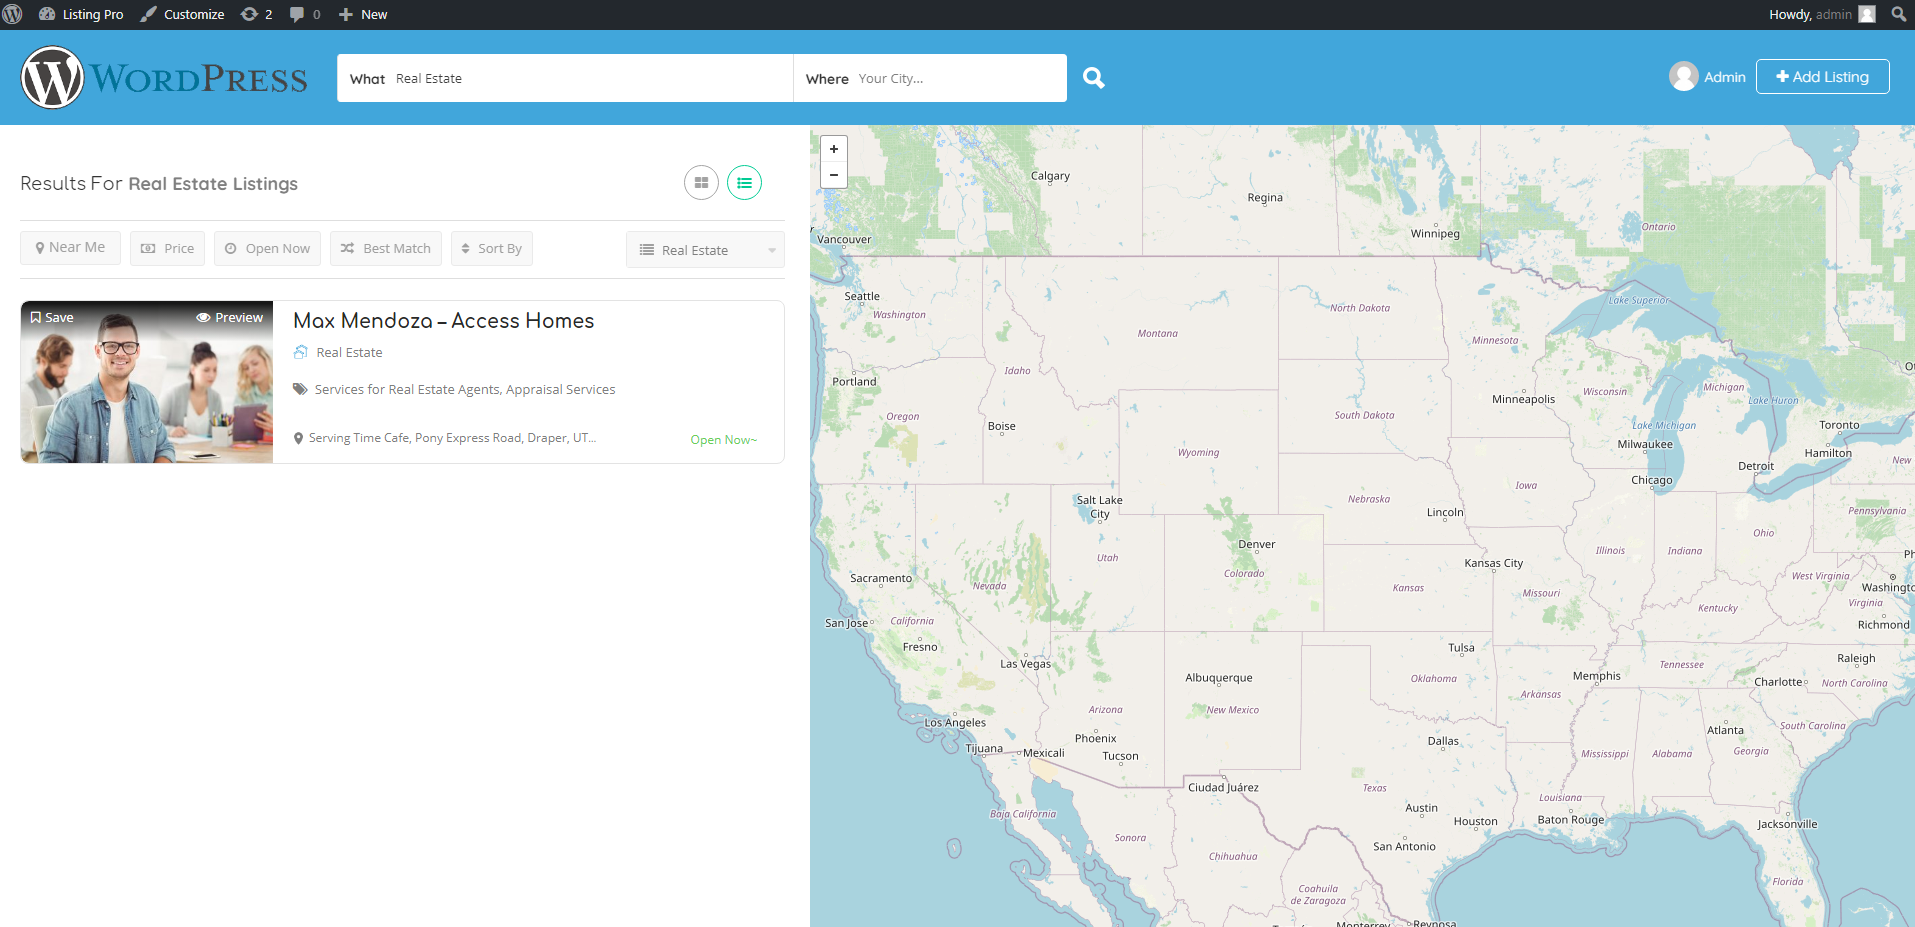 Listing Pro Customize 2 0 + New Howdy, admin
W WORDPRESS What Real Estate Where Your City... Admin + Add Listing
Results For Real Estate Listings
Near Me Price Open Now Best Match Sort By Real Estate
Save Preview
Max Mendoza – Access Homes
Real Estate
Services for Real Estate Agents, Appraisal Services
Serving Time Cafe, Pony Express Road, Draper, UT...
Open Now~
+
−
Calgary
Regina
Vancouver
Winnipeg
Ontario
Seattle
Washington
Montana
North Dakota
Lake Superior
Minnesota
Portland
Idaho
Oregon
Boise
South Dakota
Minneapolis
Wisconsin
Michigan
Lake Huron
Lake Michigan
Milwaukee
Toronto
Hamilton
Wyoming
Detroit
New
Chicago
Salt Lake
City
Nebraska
Iowa
Lincoln
Pennsylvania
Denver
Utah
Colorado
Nevada
Sacramento
Illinois
Indiana
Ohio
Kansas City
Kansas
Missouri
West Virginia
Washingto
Virginia
Richmond
Kentucky
San Jose
California
Fresno
Las Vegas
Tulsa
Raleigh
Tennessee
Albuquerque
Oklahoma
Memphis
Charlotte
North Carolina
Arkansas
Arizona
New Mexico
Los Angeles
South Carolina
Phoenix
Atlanta
Tijuana
Mexicali
Tucson
Dallas
Mississippi
Alabama
Georgia
Ciudad Juárez
Texas
Louisiana
Baja California
Austin
Houston
Baton Rouge
Jacksonville
Sonora
San Antonio
Chihuahua
Florida
Coahuila
de Zaragoza
Monterrey
Reynosa